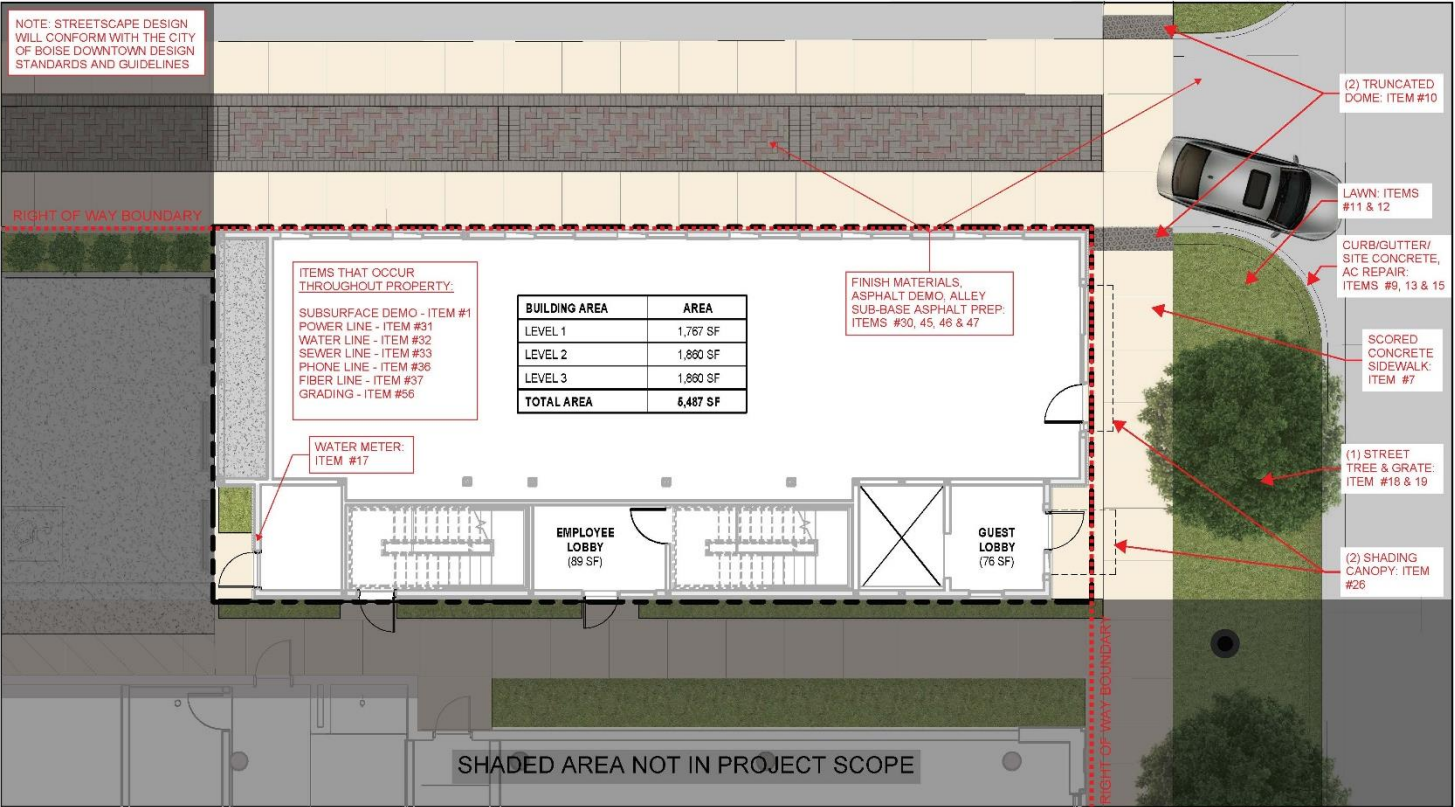 NOTE: STREETSCAPE DESIGN
WILL CONFORM WITH THE CITY
OF BOISE DOWNTOWN DESIGN
STANDARDS AND GUIDELINES
(2) TRUNCATED
DOME: ITEM #10
LAWN: ITEMS
#11 & 12
RIGHT OF WAY BOUNDARY
CURB/GUTTER/
SITE CONCRETE,
AC REPAIR:
ITEMS #9, 13 & 15
ITEMS THAT OCCUR
THROUGHOUT PROPERTY:
SUBSURFACE DEMO - ITEM #1
POWER LINE - ITEM #31
WATER LINE - ITEM #32
SEWER LINE - ITEM #33
PHONE LINE - ITEM #36
FIBER LINE - ITEM #37
GRADING - ITEM #56
BUILDING AREA AREA
LEVEL 1 1,767 SF
LEVEL 2 1,860 SF
LEVEL 3 1,860 SF
TOTAL AREA 5,487 SF
FINISH MATERIALS,
ASPHALT DEMO, ALLEY
SUB-BASE ASPHALT PREP:
ITEMS #30, 45, 46 & 47
SCORED
CONCRETE
SIDEWALK:
ITEM #7
WATER METER:
ITEM #17
(1) STREET
TREE & GRATE:
ITEM #18 & 19
EMPLOYEE
LOBBY
(89 SF)
GUEST
LOBBY
(76 SF)
(2) SHADING
CANOPY: ITEM
#26
RIGHT OF WAY BOUNDARY
SHADED AREA NOT IN PROJECT SCOPE